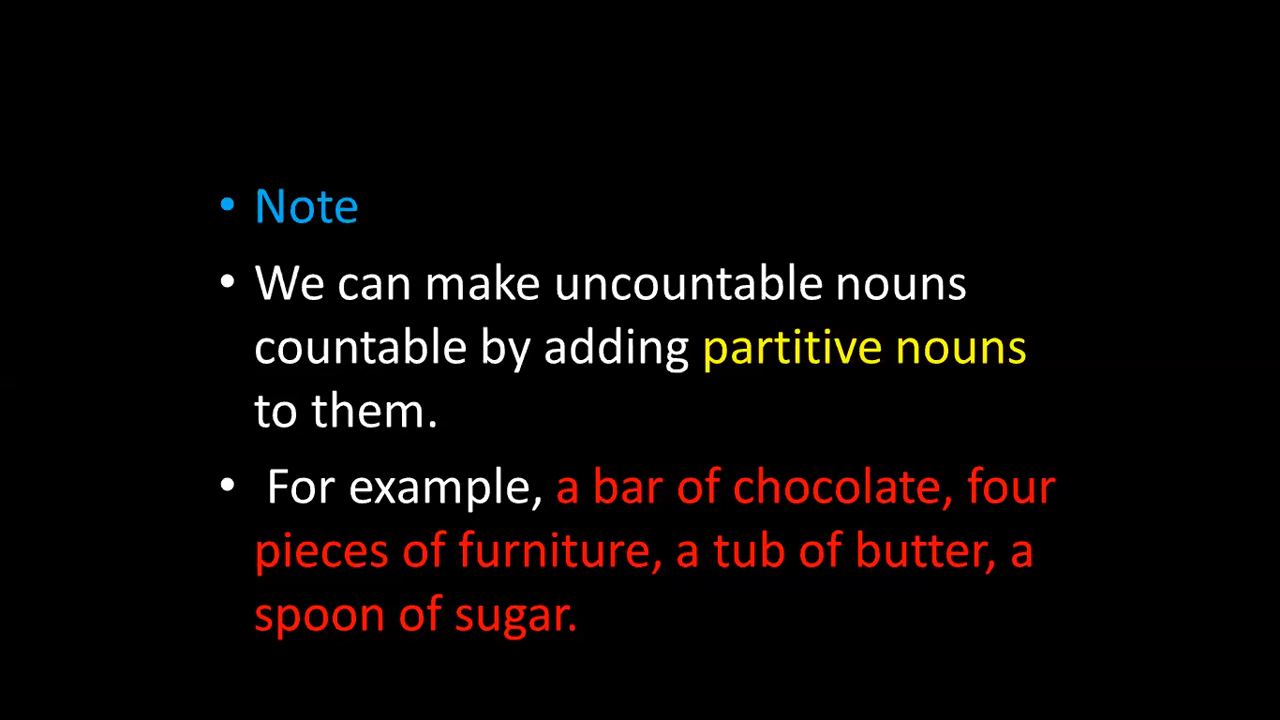 • Note
• We can make uncountable nouns
countable by adding partitive nouns
to them.
• For example, a bar of chocolate, four
pieces of furniture, a tub of butter, a
spoon of sugar.